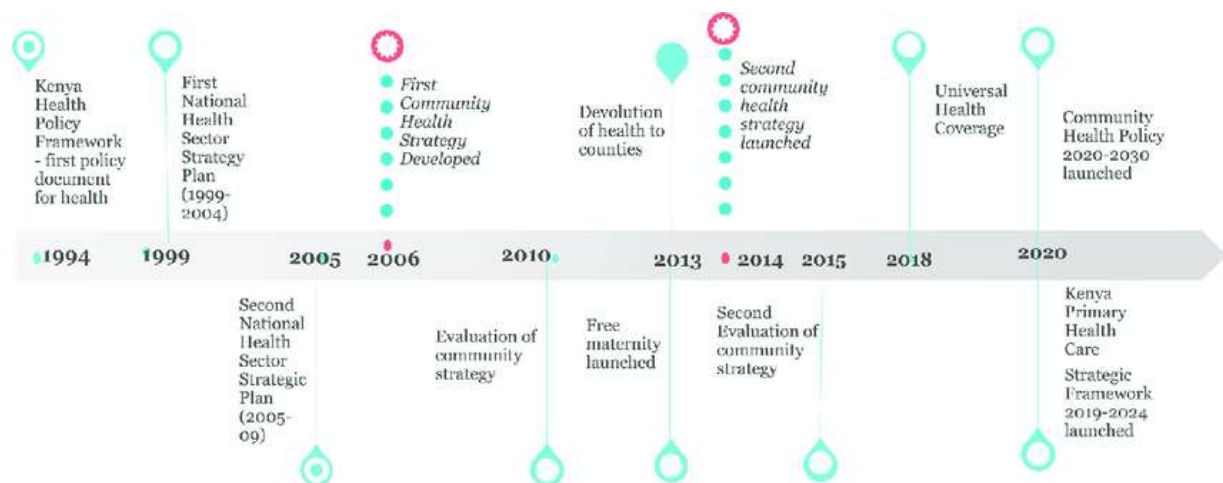 Kenya
Health
Policy
Framework
- first policy
document
for health
First
National
Health
Sector
Strategy
Plan
(1999-
2004)
First
Community
Health
Strategy
Developed
Devolution
of health to
counties
Second
community
health
strategy
launched
Universal
Health
Coverage
Community
Health Policy
2020-2030
launched
1994
1999
2005
2006
2010
2013
2014
2015
2018
2020
Second
National
Health
Sector
Strategic
Plan
(2005-
09)
Evaluation of
community
strategy
Free
maternity
launched
Second
Evaluation of
community
strategy
Kenya
Primary
Health
Care
Strategic
Framework
2019-2024
launched